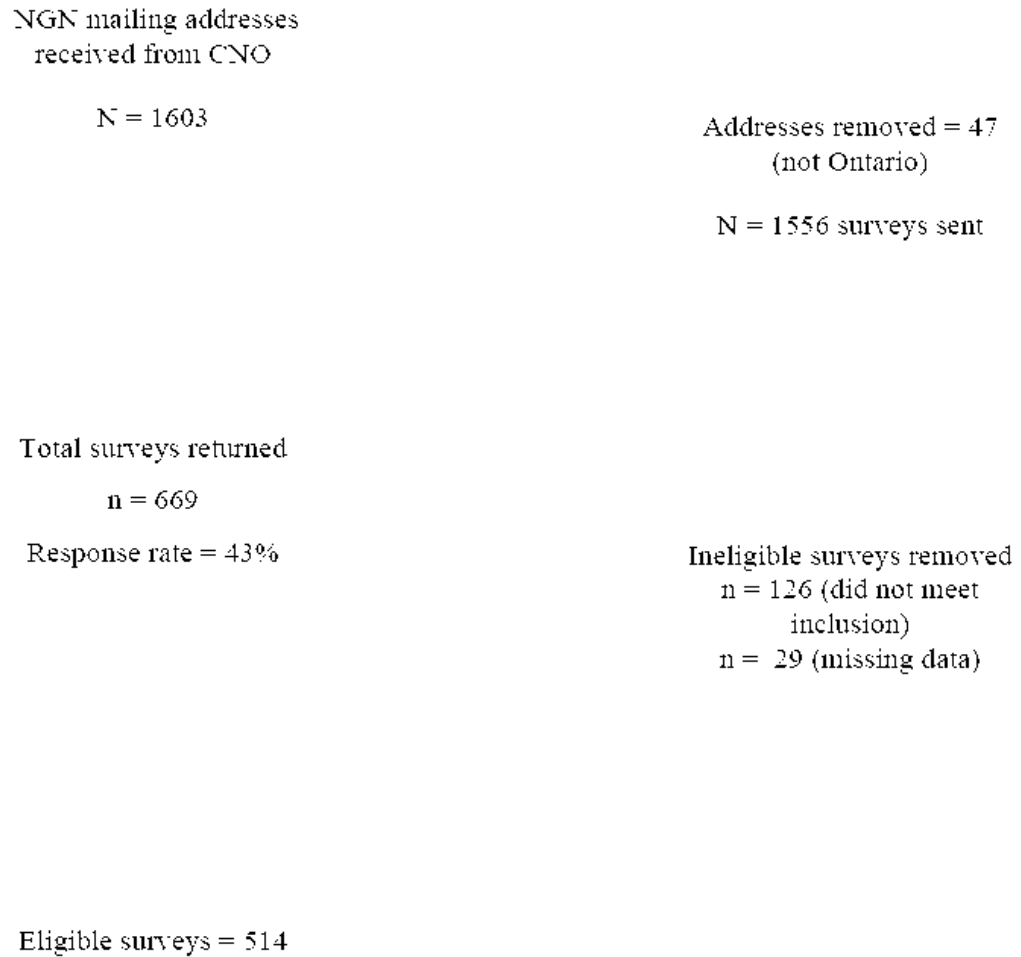 NGN mailing addresses
received from CNO
N = 1603
Addresses removed = 47
(not Ontario)
N = 1556 surveys sent
Total surveys returned
n = 669
Response rate = 43%
Ineligible surveys removed
n = 126 (did not meet
inclusion)
n = 29 (missing data)
Eligible surveys = 514